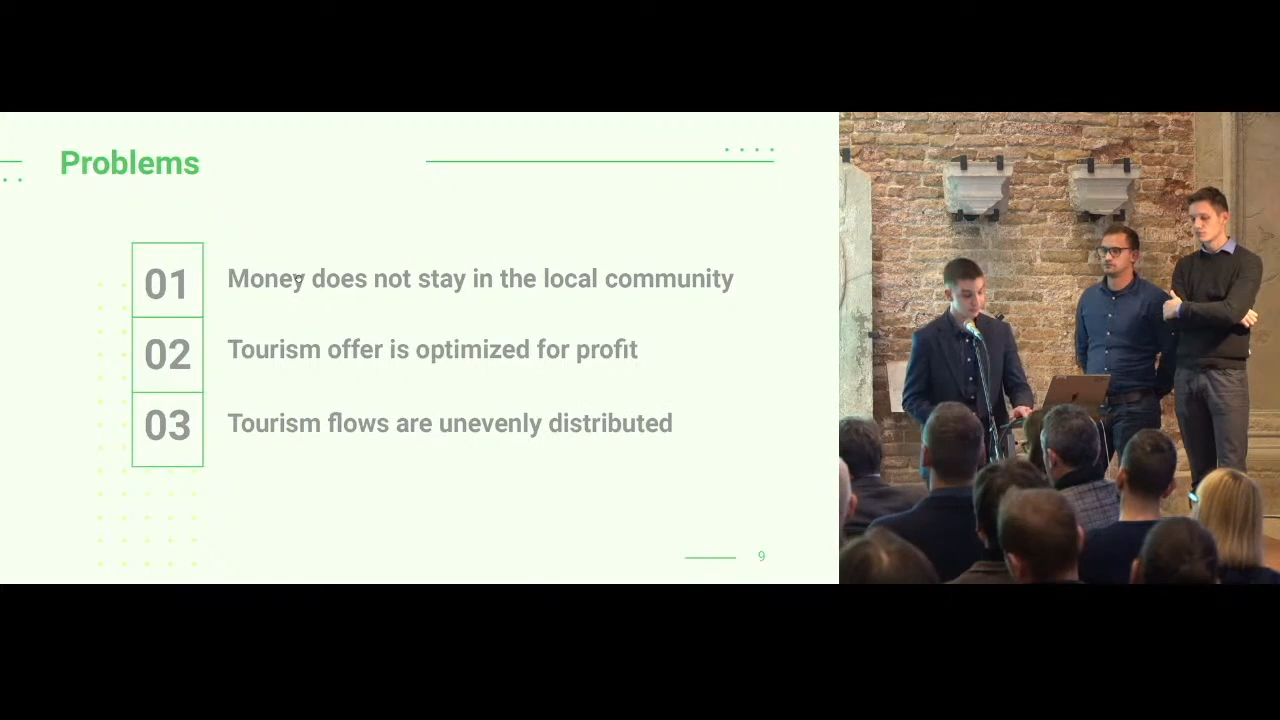 Problems
01 Money does not stay in the local community
02 Tourism offer is optimized for profit
03 Tourism flows are unevenly distributed
9